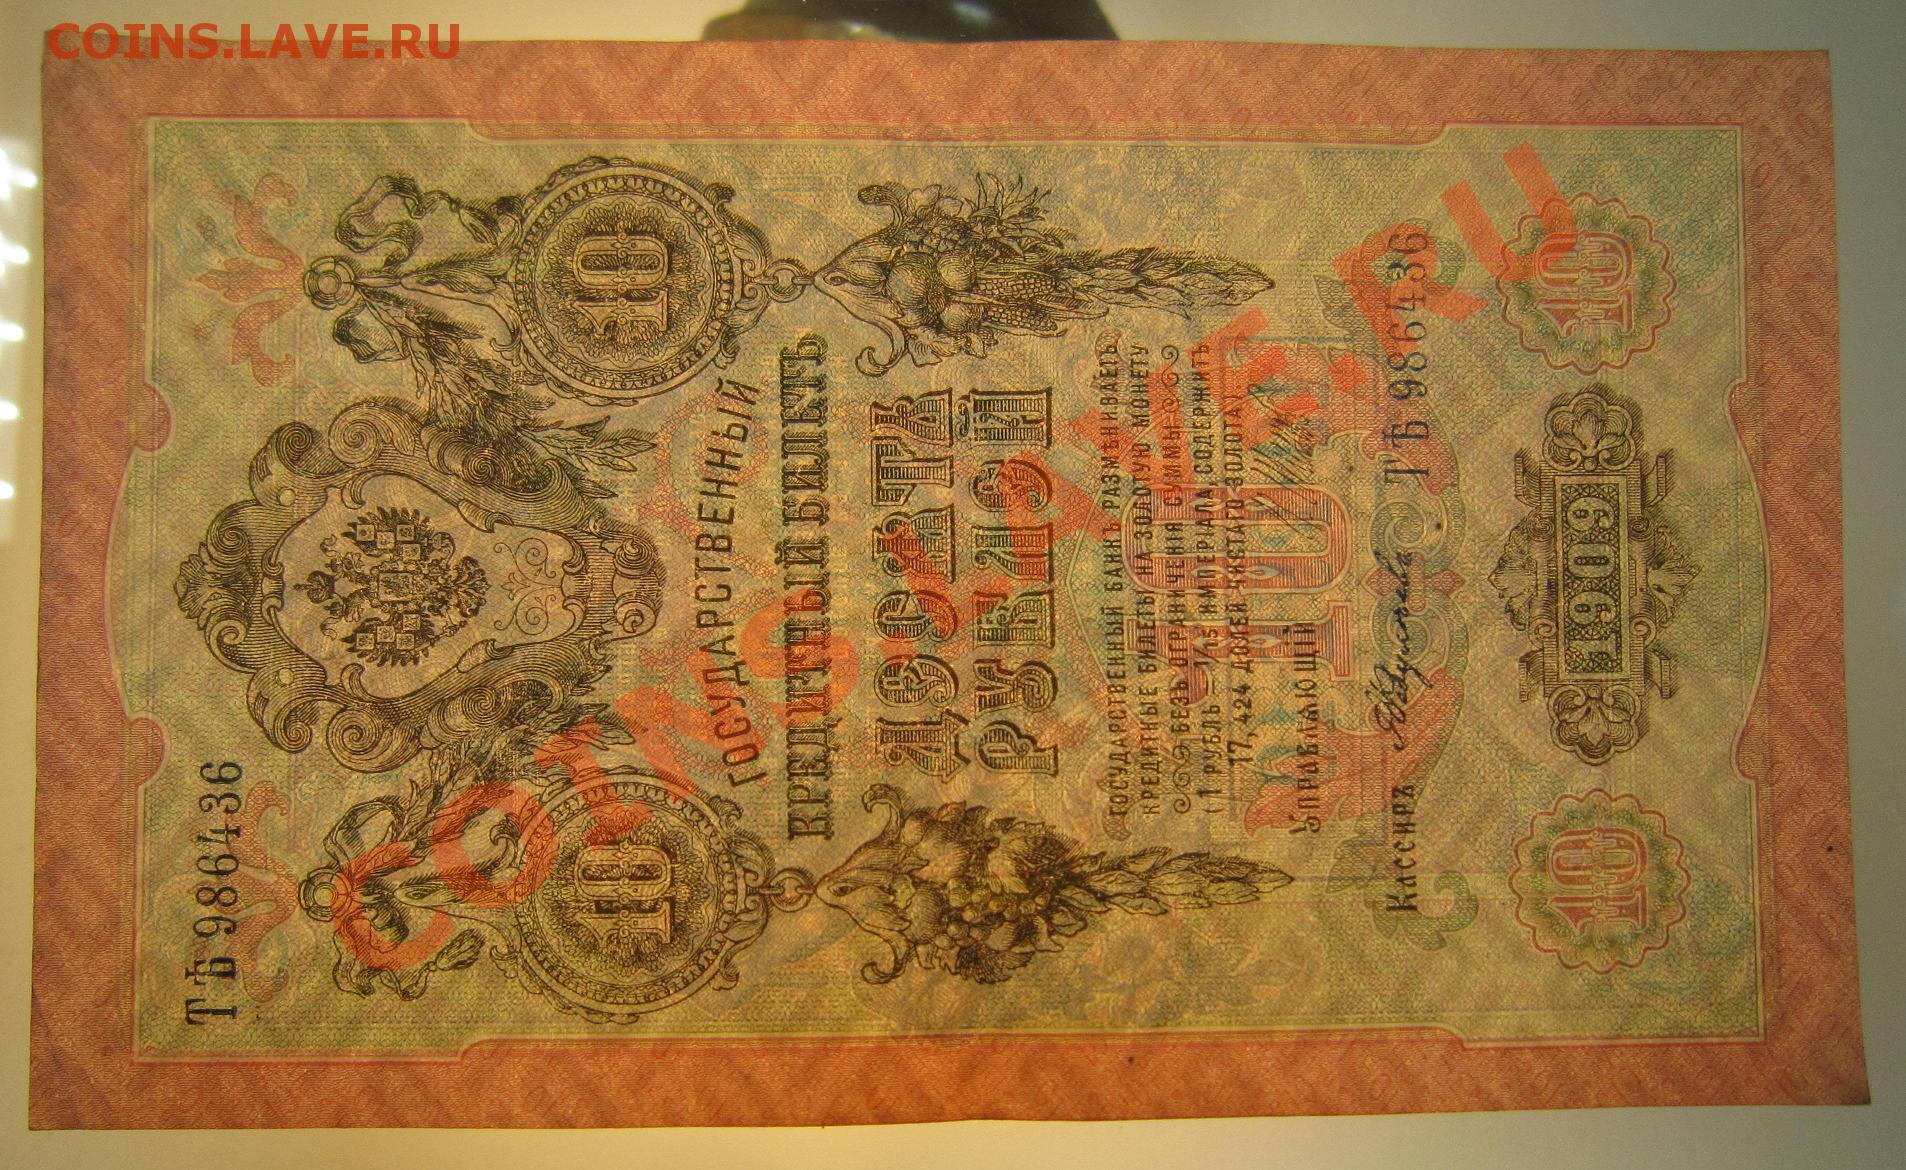 COINS.LAVE.RU
ТѢ 986436
10
10
ГОСУДАРСТВЕННЫЙ
КРЕДИТНЫЙ БИЛЕТЪ
ДЕСЯТЬ
РУБЛЕЙ
ГОСУДАРСТВЕННЫЙ БАНКЪ РАЗМѢНИВАЕТЪ
КРЕДИТНЫЕ БИЛЕТЫ НА ЗОЛОТУЮ МОНЕТУ
БЕЗЪ ОГРАНИЧЕНІЯ СУММЫ
(1 РУБЛЬ = 1/15 ИМПЕРІАЛА, СОДЕРЖИТЪ
17,424 ДОЛЕЙ ЧИСТАГО ЗОЛОТА).
10
УПРАВЛЯЮЩІЙ
Кассиръ
ТѢ 986436
10
1909
10
COINS.LAVE.RU